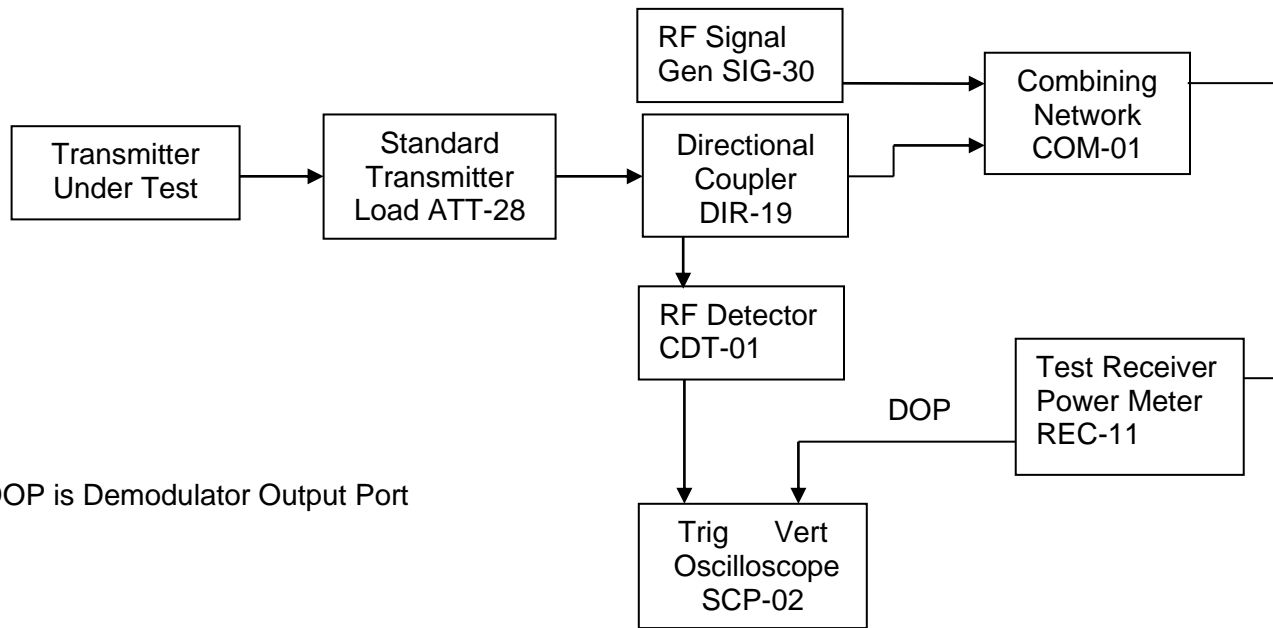 RF Signal
Gen SIG-30
Combining
Network
COM-01
Transmitter
Under Test
Standard
Transmitter
Load ATT-28
Directional
Coupler
DIR-19
RF Detector
CDT-01
Test Receiver
Power Meter
REC-11
DOP
OOP is Demodulator Output Port
Trig Vert
Oscilloscope
SCP-02